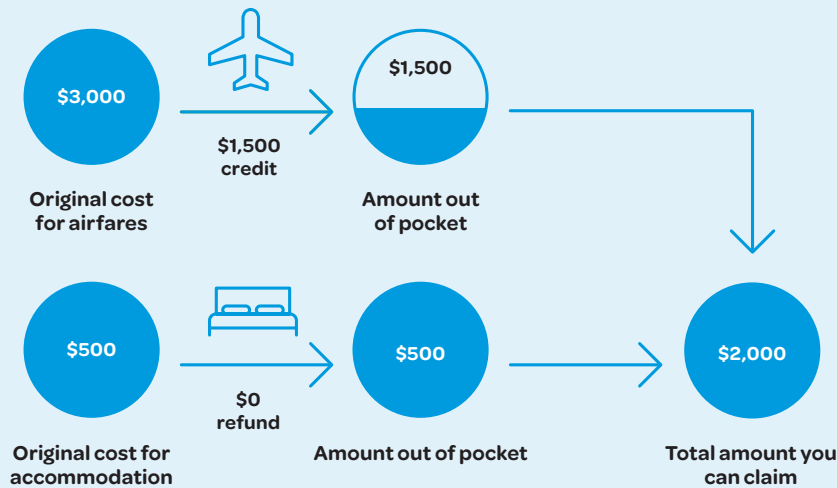 $3,000
$1,500
credit
$1,500
Original cost
for airfares
Amount out
of pocket
$500
$0
refund
$500
$2,000
Original cost for
accommodation
Amount out of pocket
Total amount you
can claim